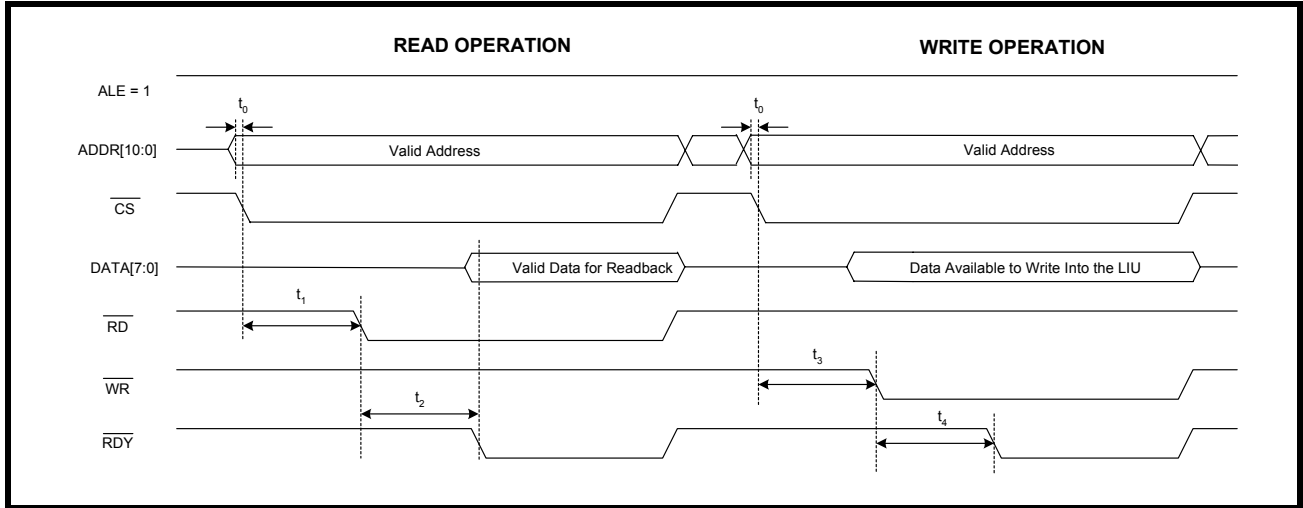 READ OPERATION WRITE OPERATION
ALE = 1
t0 t0
ADDR[10:0] Valid Address Valid Address
CS
DATA[7:0] Valid Data for Readback Data Available to Write Into the LIU
t1
RD
t3
WR
t2 t4
RDY